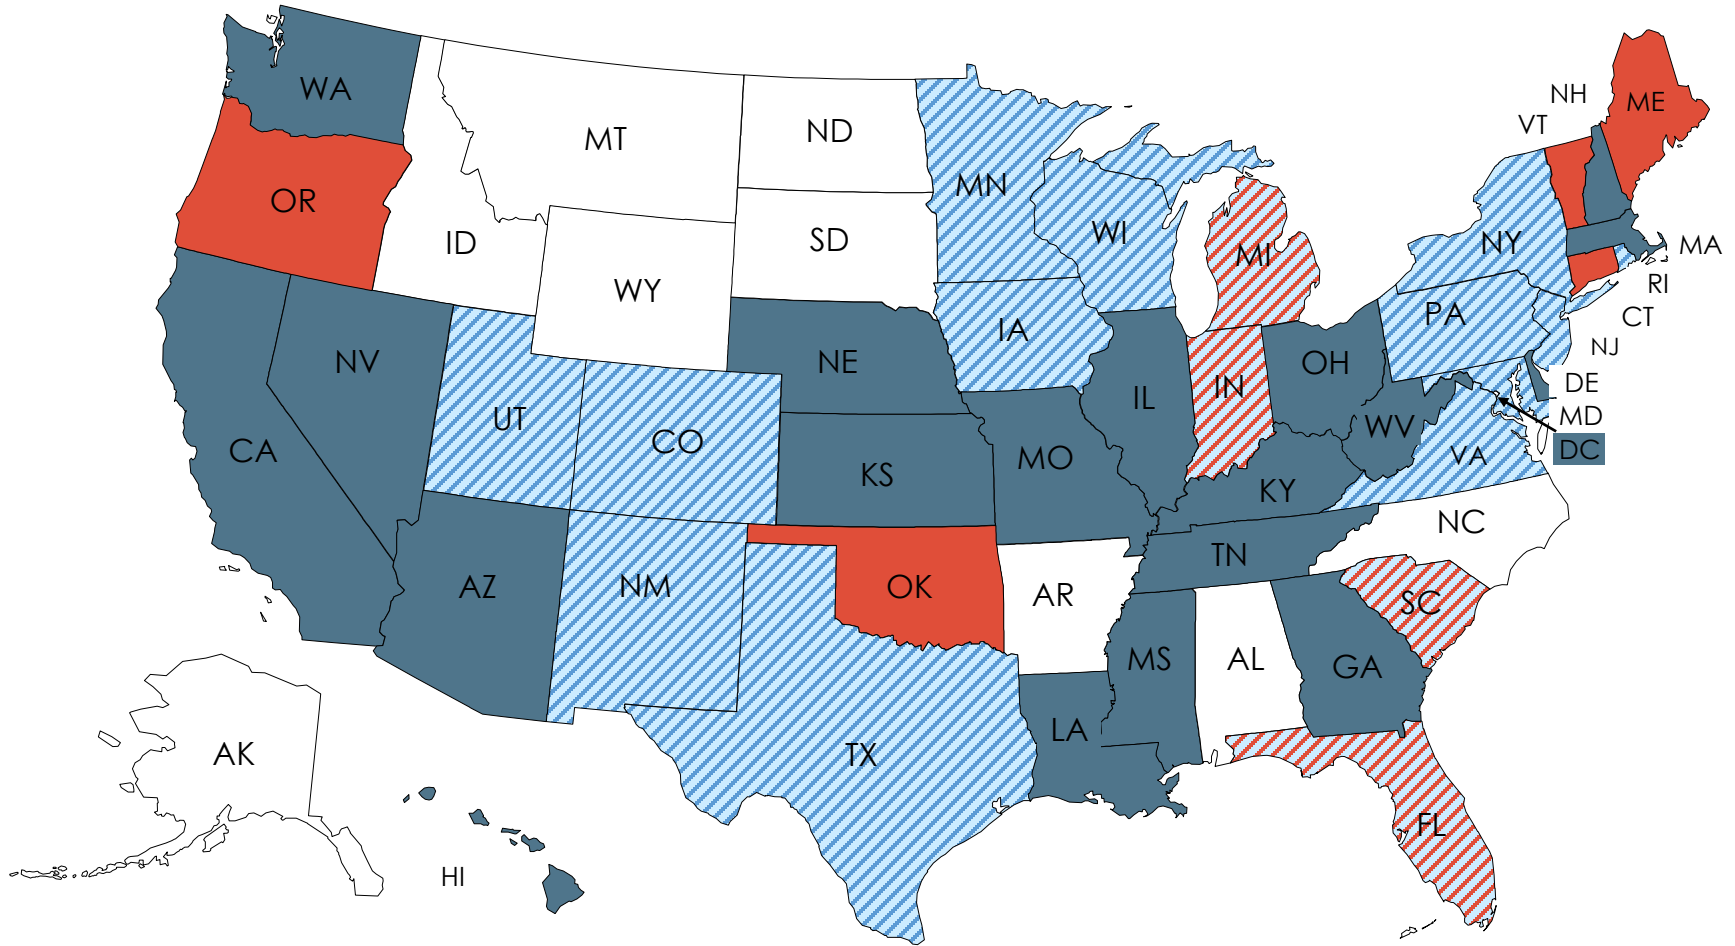 WA
MT
ND
MN
OR
ID
WY
SD
WI
MI
NY
PA
NH
VT
ME
MA
RI
CT
NJ
DE
MD
DC
NV
UT
CO
NE
IA
IL
IN
OH
WV
VA
CA
KS
MO
KY
NC
AZ
NM
OK
AR
TN
SC
TX
LA
MS
AL
GA
FL
AK
HI